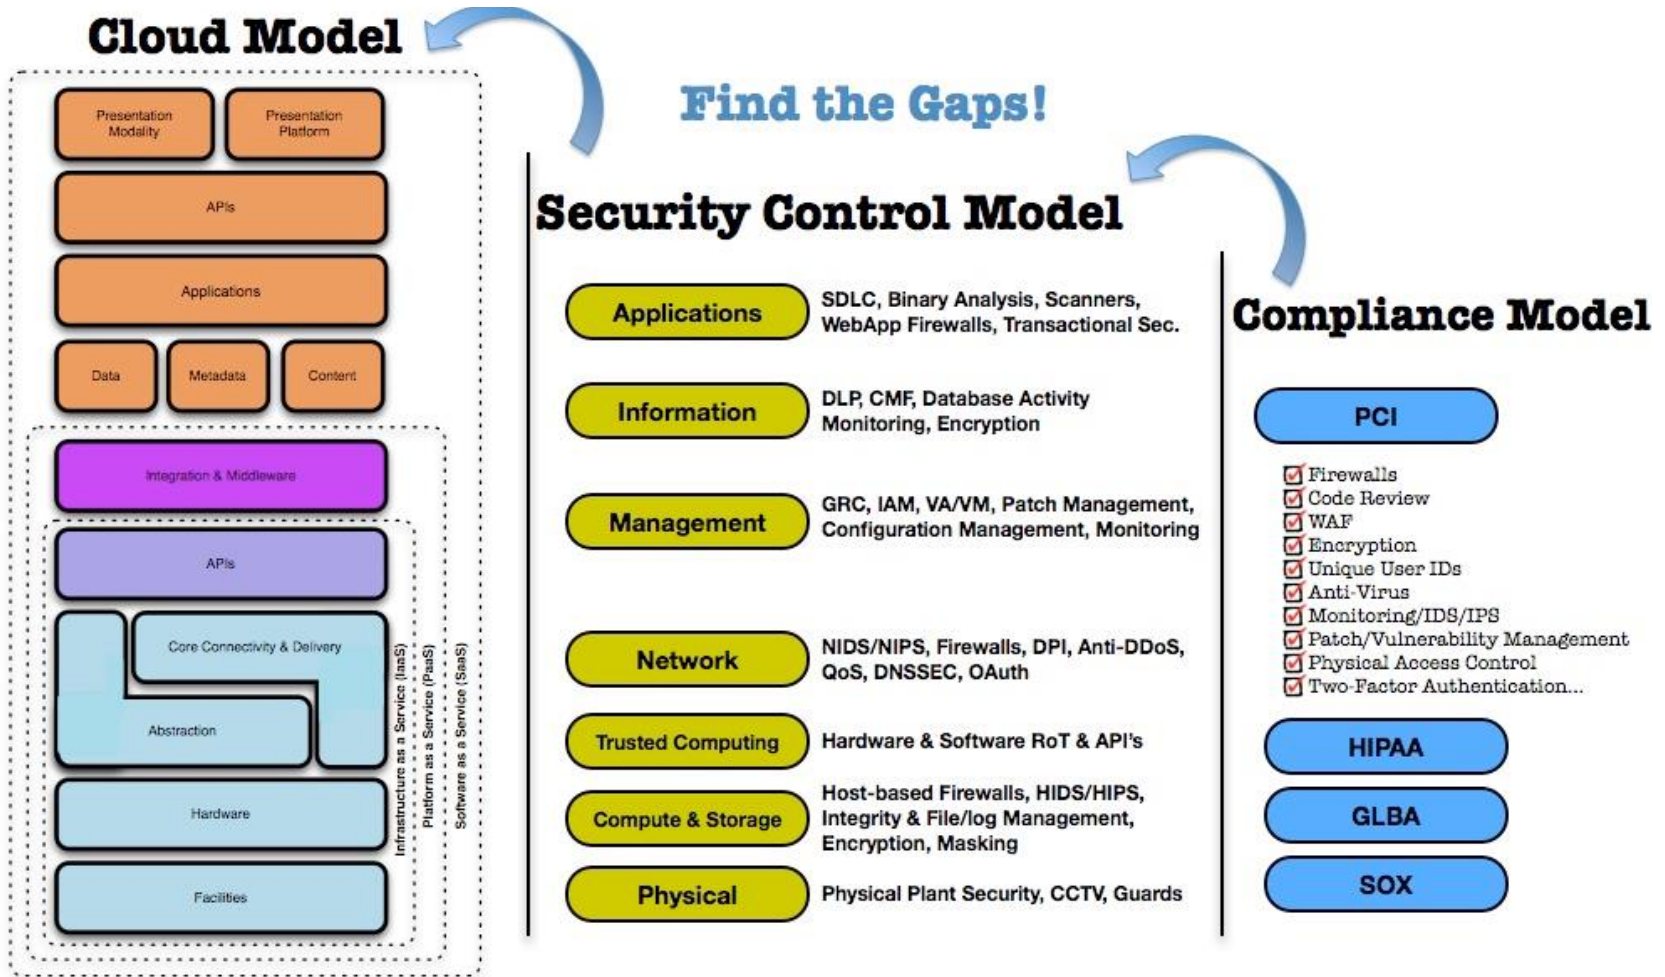 Cloud Model
Presentation
Modality
Presentation
Platform
APIs
Applications
Data
Metadata
Content
Integration & Middleware
APIs
Core Connectivity & Delivery
Abstraction
Hardware
Facilities
Infrastructure as a Service (IaaS)
Platform as a Service (PaaS)
Software as a Service (SaaS)
Find the Gaps!
Security Control Model
Applications
SDLC, Binary Analysis, Scanners,
WebApp Firewalls, Transactional Sec.
Information
DLP, CMF, Database Activity
Monitoring, Encryption
Management
GRC, IAM, VA/VM, Patch Management,
Configuration Management, Monitoring
Network
NIDS/NIPS, Firewalls, DPI, Anti-DDoS,
QoS, DNSSEC, OAuth
Trusted Computing
Hardware & Software RoT & API's
Compute & Storage
Host-based Firewalls, HIDS/HIPS,
Integrity & File/log Management,
Encryption, Masking
Physical
Physical Plant Security, CCTV, Guards
Compliance Model
PCI
Firewalls
Code Review
WAF
Encryption
Unique User IDs
Anti-Virus
Monitoring/IDS/IPS
Patch/Vulnerability Management
Physical Access Control
Two-Factor Authentication...
HIPAA
GLBA
SOX